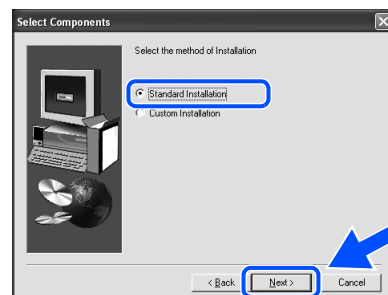 Select Components
Select the method of Installation
Standard Installation
Custom Installation
< Back
Next >
Cancel